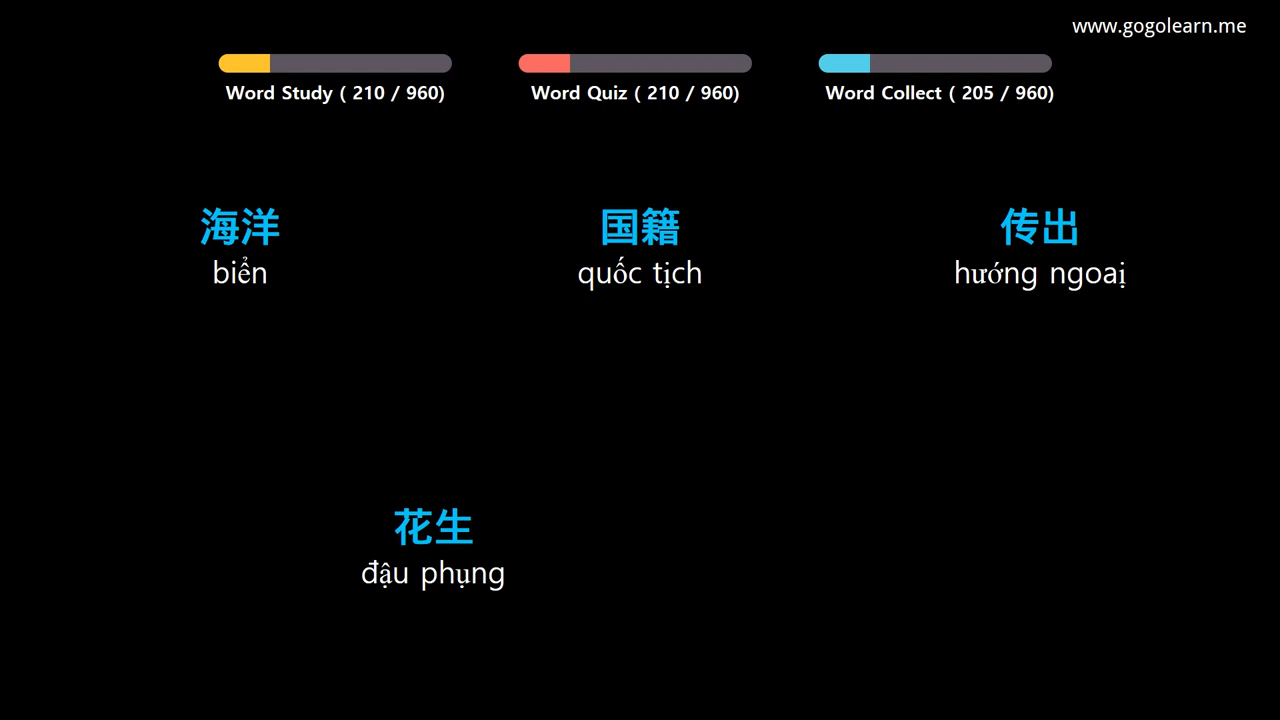 www.gogolearn.me
Word Study ( 210 / 960)
Word Quiz ( 210 / 960)
Word Collect ( 205 / 960)
海洋
biển
国籍
quốc tịch
传出
hướng ngoaị
花生
đậu phụng